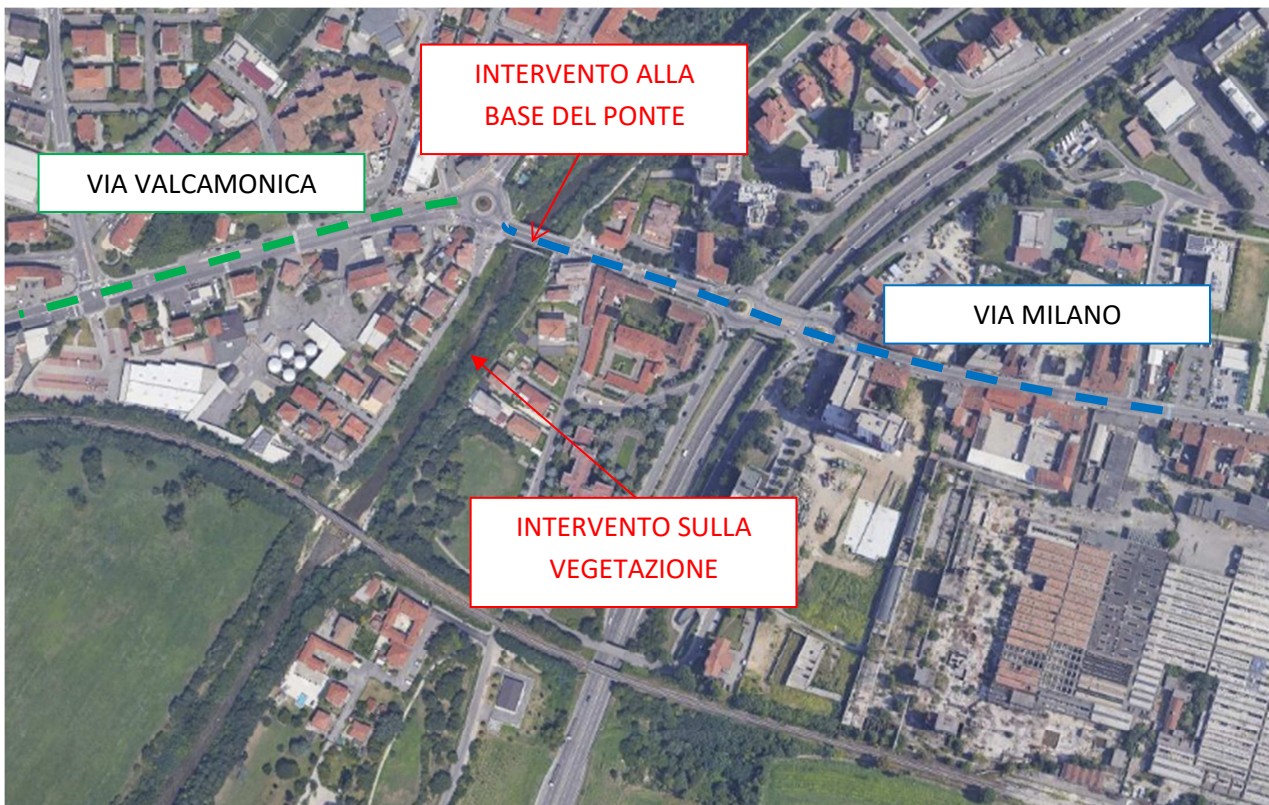 INTERVENTO ALLA
BASE DEL PONTE
VIA VALCAMONICA
VIA MILANO
INTERVENTO SULLA
VEGETAZIONE